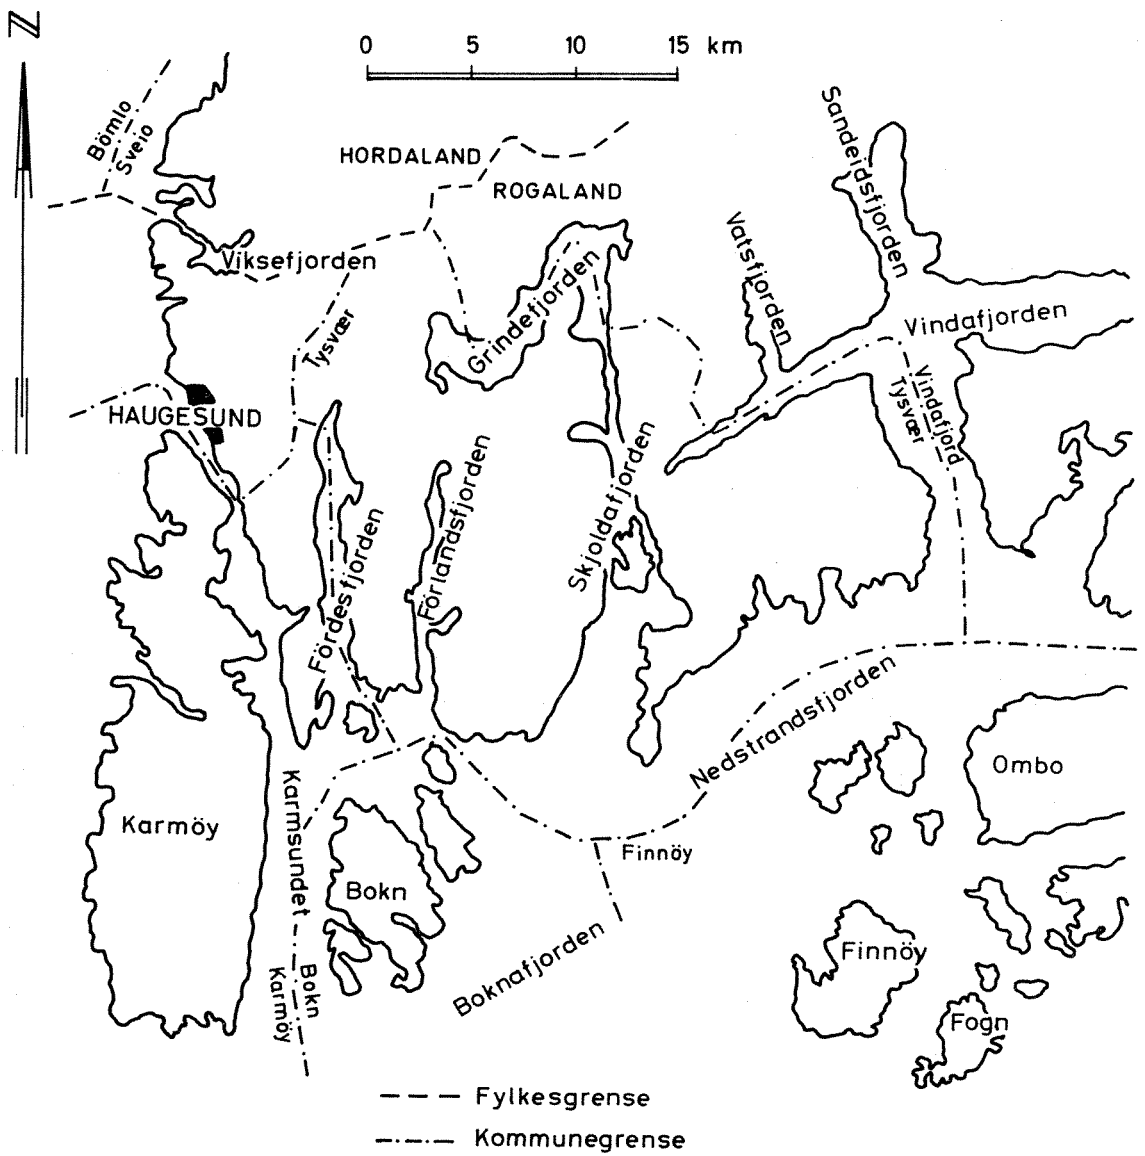 N
0 5 10 15 km
Bömlo
Sveio
HORDALAND
ROGALAND
Sandeidsfjorden
Vatsfjorden
Viksefjorden
Grindefjorden
Vindafjorden
Tysvær
Vindafjord
Tysvær
HAUGESUND
Skjoldafjorden
Förlandsfjorden
Fördesfjorden
Nedstrandsfjorden
Ombo
Karmsundet
Karmöy
Finnöy
Bokn
Boknafjorden
Finnöy
Bokn
Karmöy
Fogn
Fylkesgrense
Kommunegrense